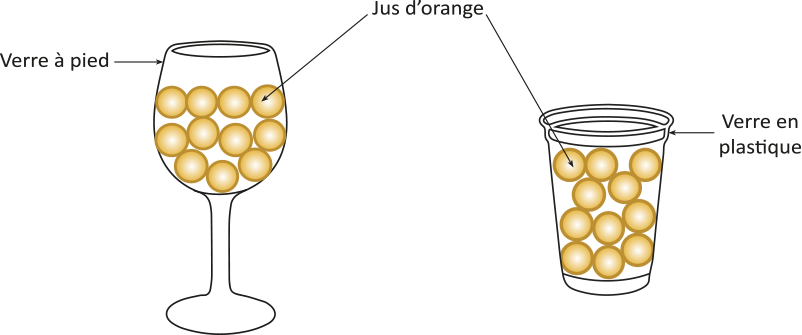 Jus d’orange
Verre à pied
Verre en
plastique